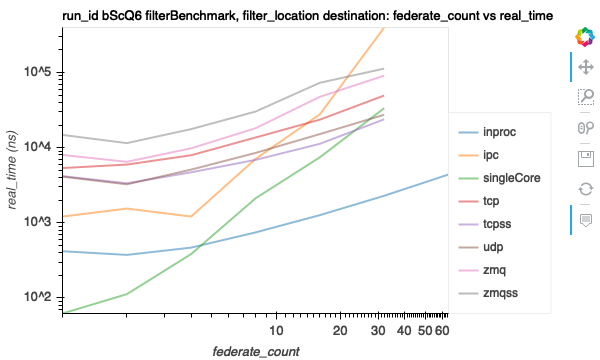 run_id bScQ6 filterBenchmark, filter_location destination: federate_count vs real_time
real_time (ns)
10^5
10^4
10^3
10^2
10
20
30
40
50
60
federate_count
inproc
ipc
singleCore
tcp
tcpss
udp
zmq
zmqss